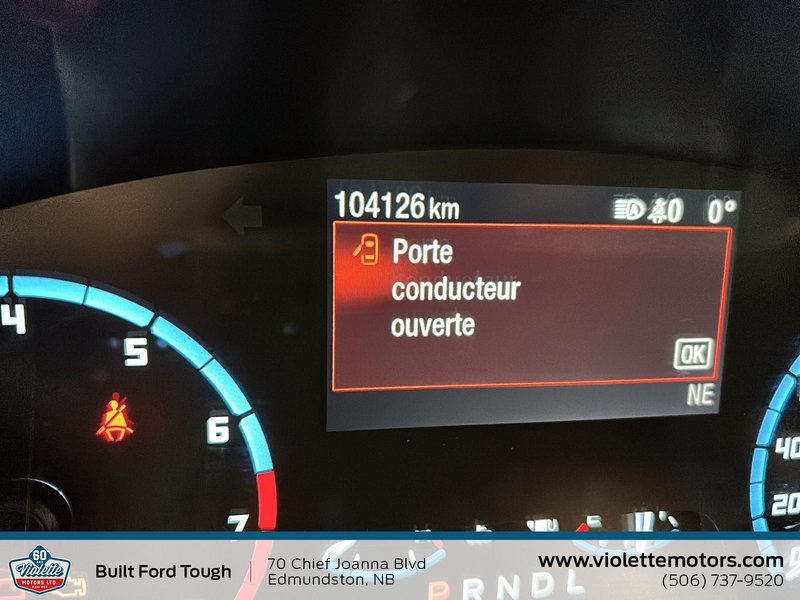 104126 km 0 0°
Porte
conducteur
ouverte
OK
NE
4
5
6
7
40
20
P R N D L
60
Violette
MOTORS LTD.
Built Ford Tough
70 Chief Joanna Blvd
Edmundston, NB
www.violettemotors.com
(506) 737-9520